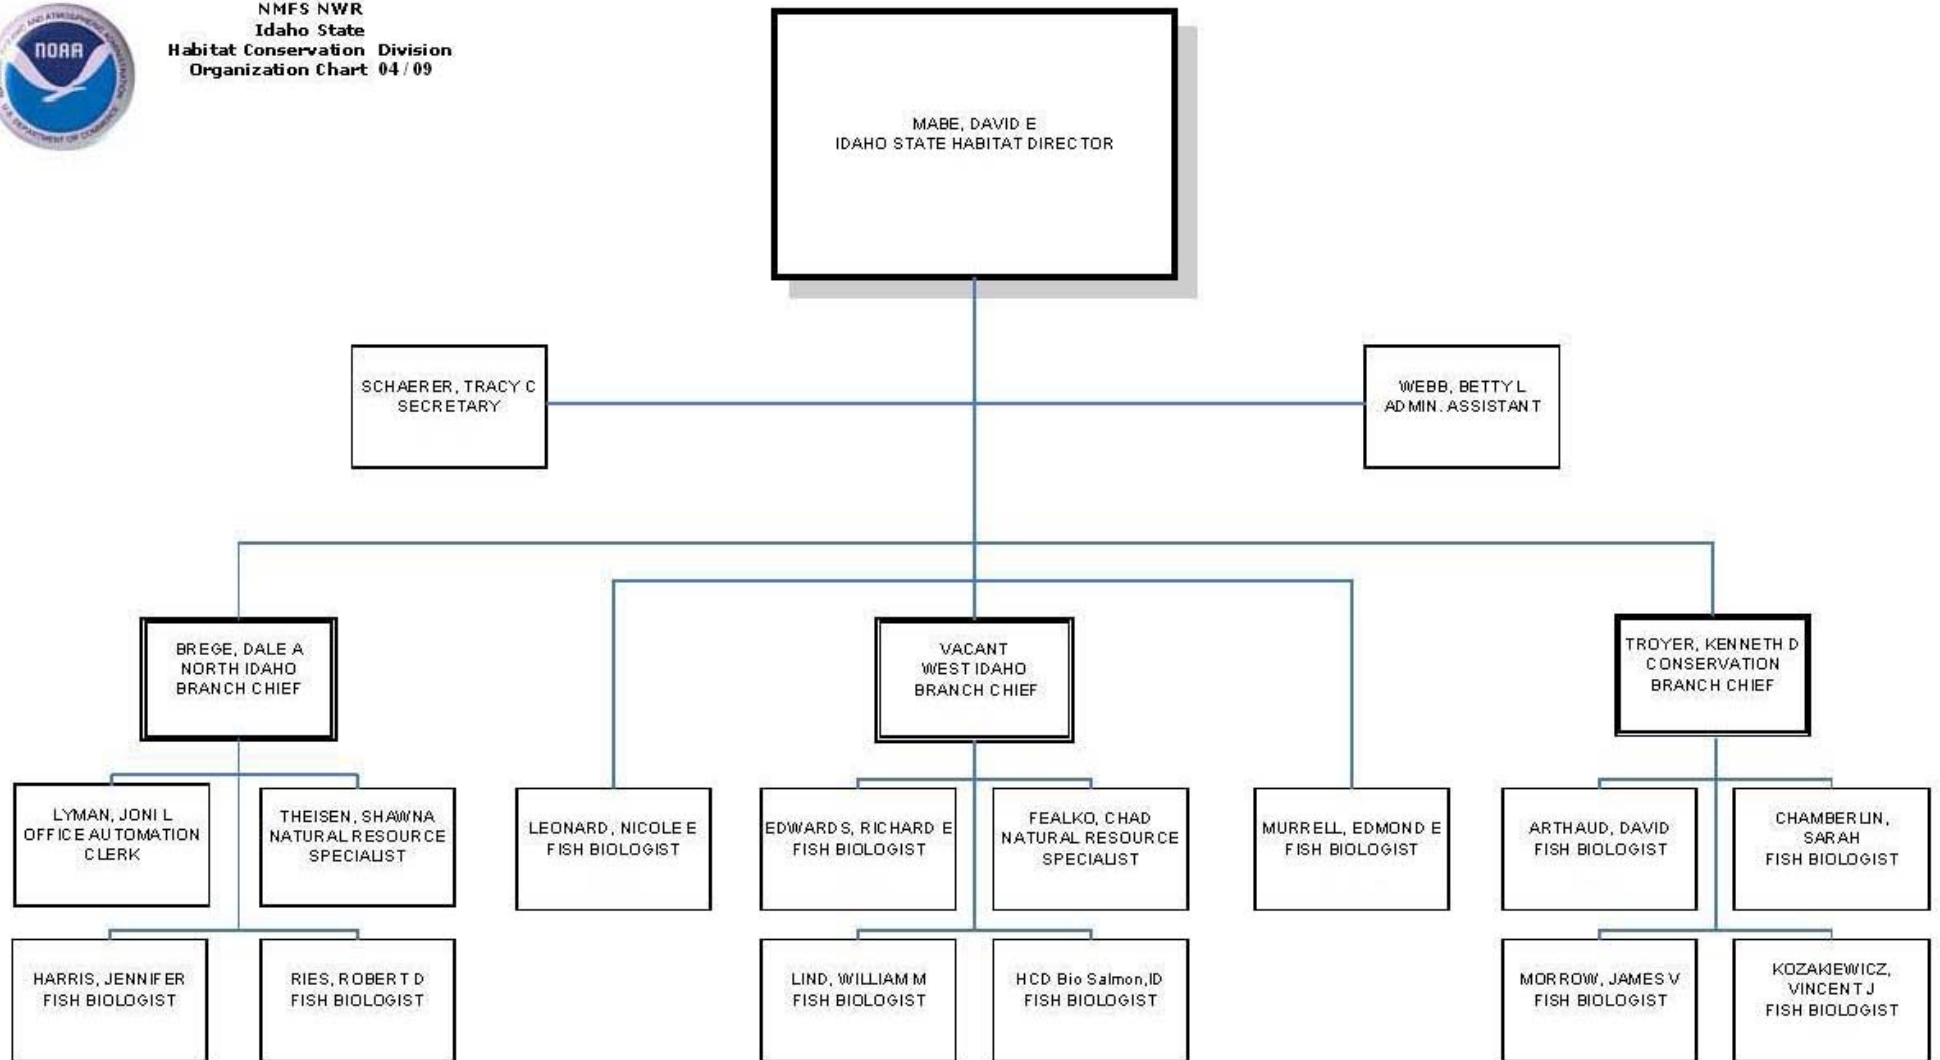 NOAA
NMFS NWR
Idaho State
Habitat Conservation Division
Organization Chart 04/09
MABE, DAVID E
IDAHO STATE HABITAT DIRECTOR
SCHAERER, TRACY C
SECRETARY
WEBB, BETTY L
ADMIN. ASSISTANT
BREGE, DALE A
NORTH IDAHO
BRANCH CHIEF
VACANT
WEST IDAHO
BRANCH CHIEF
TROYER, KENNETH D
CONSERVATION
BRANCH CHIEF
LYMAN, JONI L
OFFICE AUTOMATION
CLERK
THEISEN, SHAWNA
NATURAL RESOURCE
SPECIALIST
LEONARD, NICOLE E
FISH BIOLOGIST
EDWARDS, RICHARD E
FISH BIOLOGIST
FEALKO, CHAD
NATURAL RESOURCE
SPECIALIST
MURRELL, EDMOND E
FISH BIOLOGIST
ARTHAUD, DAVID
FISH BIOLOGIST
CHAMBERLIN,
SARAH
FISH BIOLOGIST
HARRIS, JENNIFER
FISH BIOLOGIST
RIES, ROBERT D
FISH BIOLOGIST
LIND, WILLIAM M
FISH BIOLOGIST
HCD Bio Salmon,ID
FISH BIOLOGIST
MORROW, JAMES V
FISH BIOLOGIST
KOZAKIEWICZ,
VINCENT J
FISH BIOLOGIST